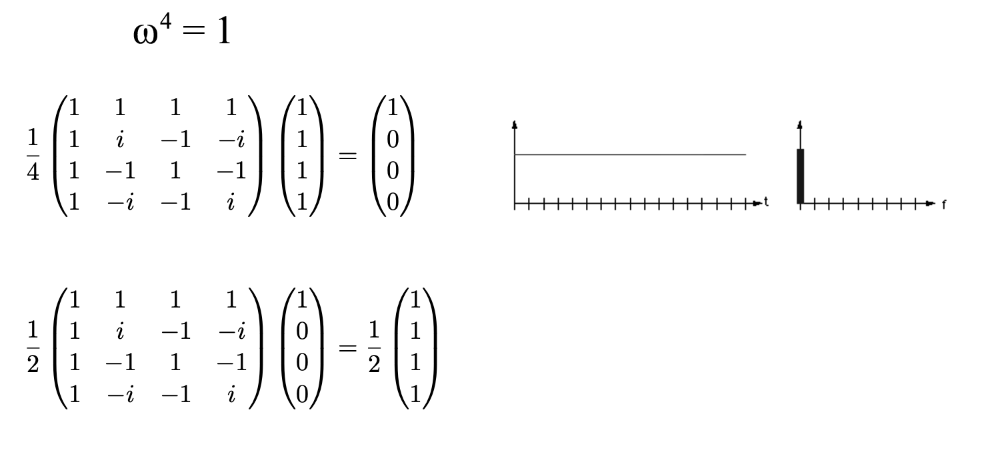 ω⁴ = 1
1/4 (1 1 1 1; 1 i −1 −i; 1 −1 1 −1; 1 −i −1 i) (1; 1; 1; 1) = (1; 0; 0; 0)
t
f
1/2 (1 1 1 1; 1 i −1 −i; 1 −1 1 −1; 1 −i −1 i) (1; 0; 0; 0) = 1/2 (1; 1; 1; 1)